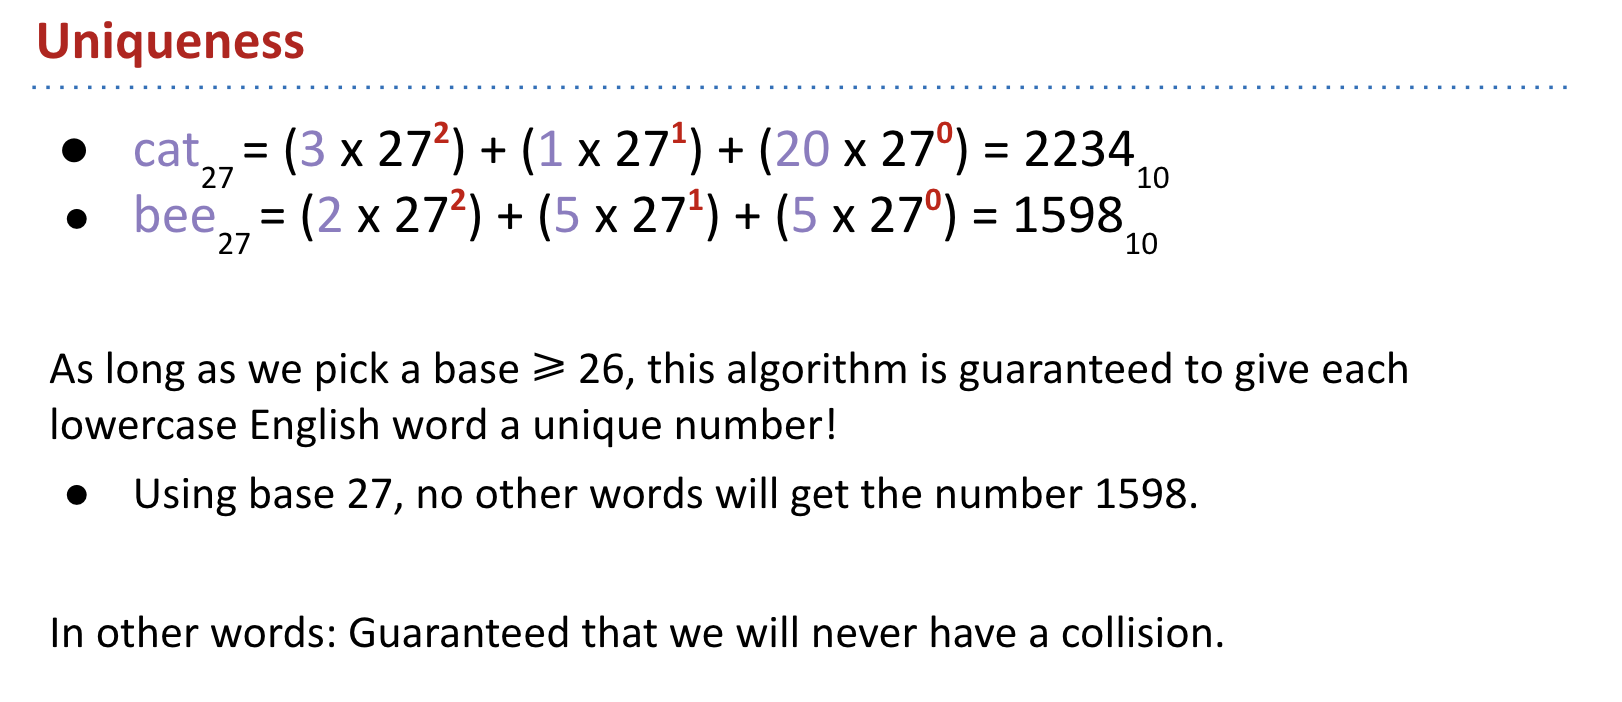 Uniqueness
● cat₂₇ = (3 x 27²) + (1 x 27¹) + (20 x 27⁰) = 2234₁₀
● bee₂₇ = (2 x 27²) + (5 x 27¹) + (5 x 27⁰) = 1598₁₀
As long as we pick a base ⩾ 26, this algorithm is guaranteed to give each
lowercase English word a unique number!
● Using base 27, no other words will get the number 1598.
In other words: Guaranteed that we will never have a collision.